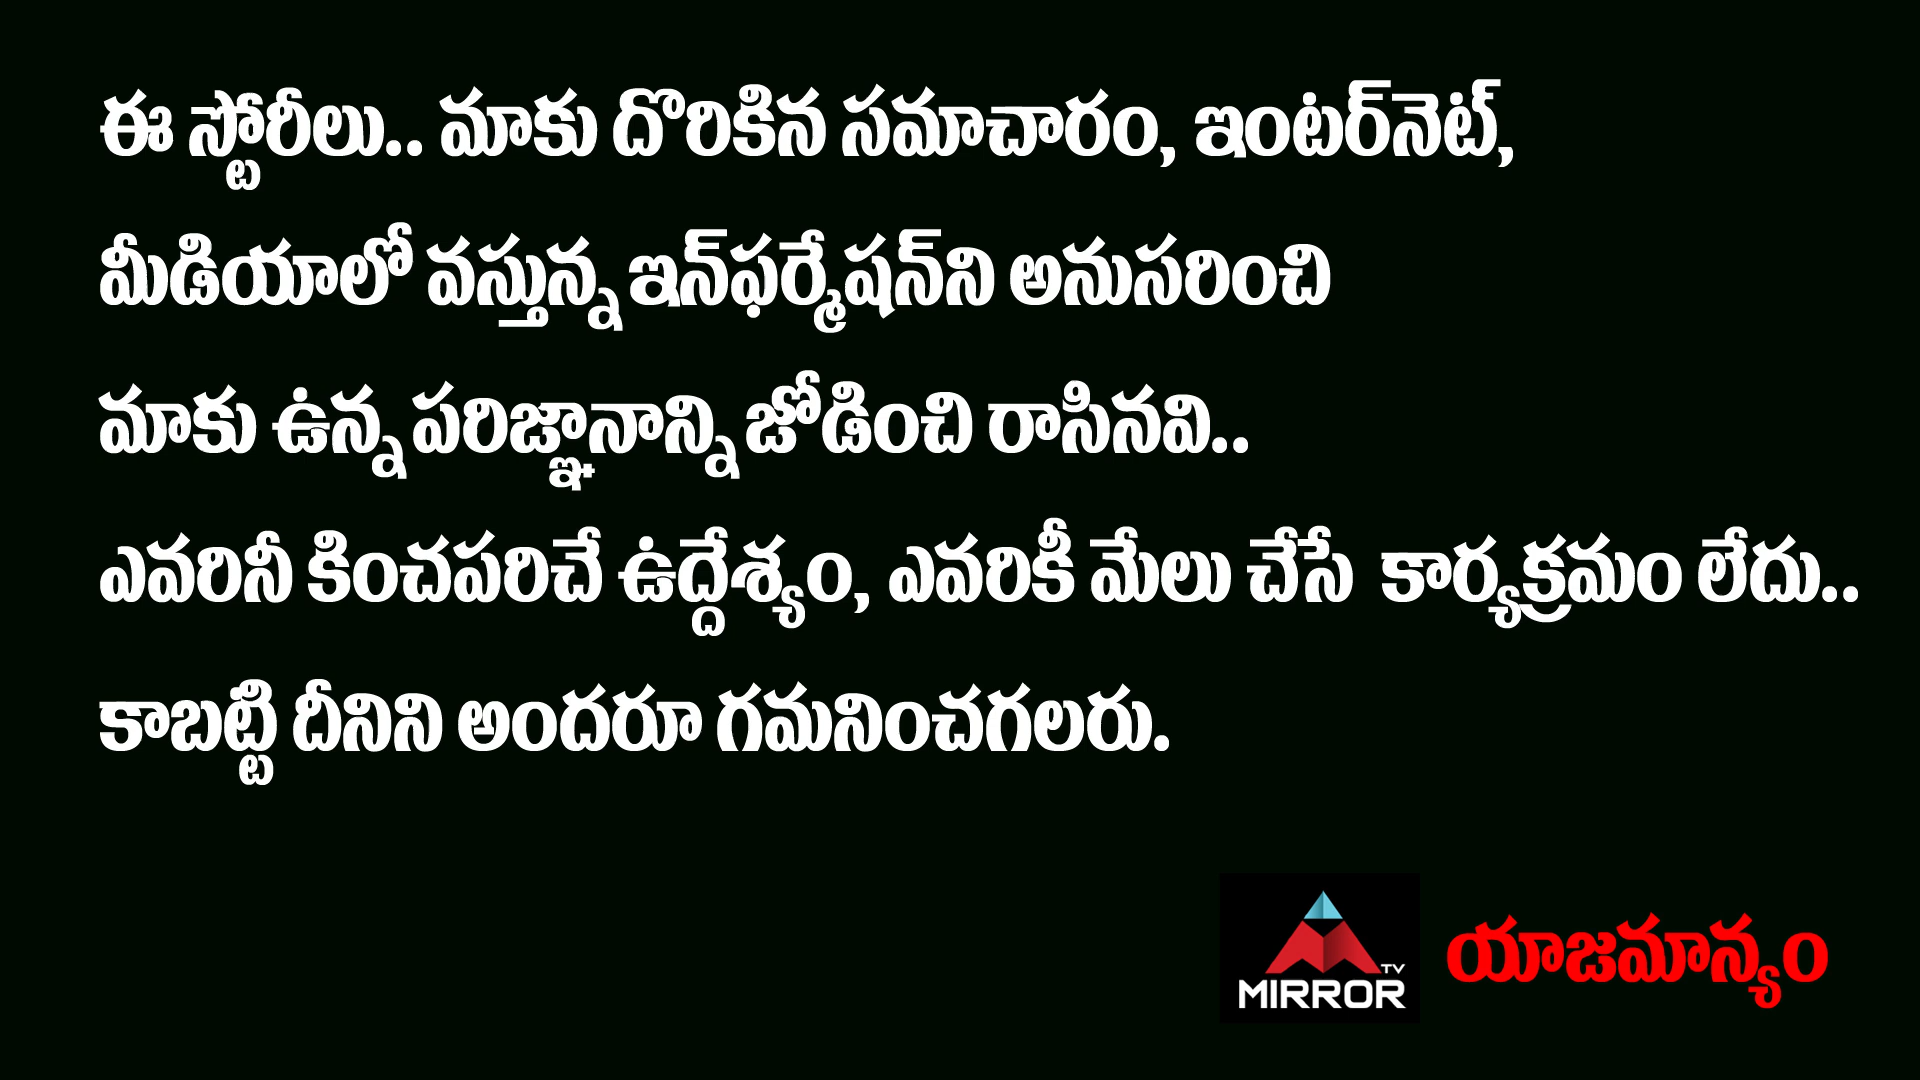 ఈ స్టోరీలు.. మాకు దొరికిన సమాచారం, ఇంటర్‌నెట్,
మీడియాలో వస్తున్న ఇన్‌ఫర్మేషన్‌ని అనుసరించి
మాకు ఉన్న పరిజ్ఞానాన్ని జోడించి రాసినవి..
ఎవరినీ కించపరిచే ఉద్దేశ్యం, ఎవరికీ మేలు చేసే కార్యక్రమం లేదు..
కాబట్టి దీనిని అందరూ గమనించగలరు.
TV
MIRROR
యాజమాన్యం